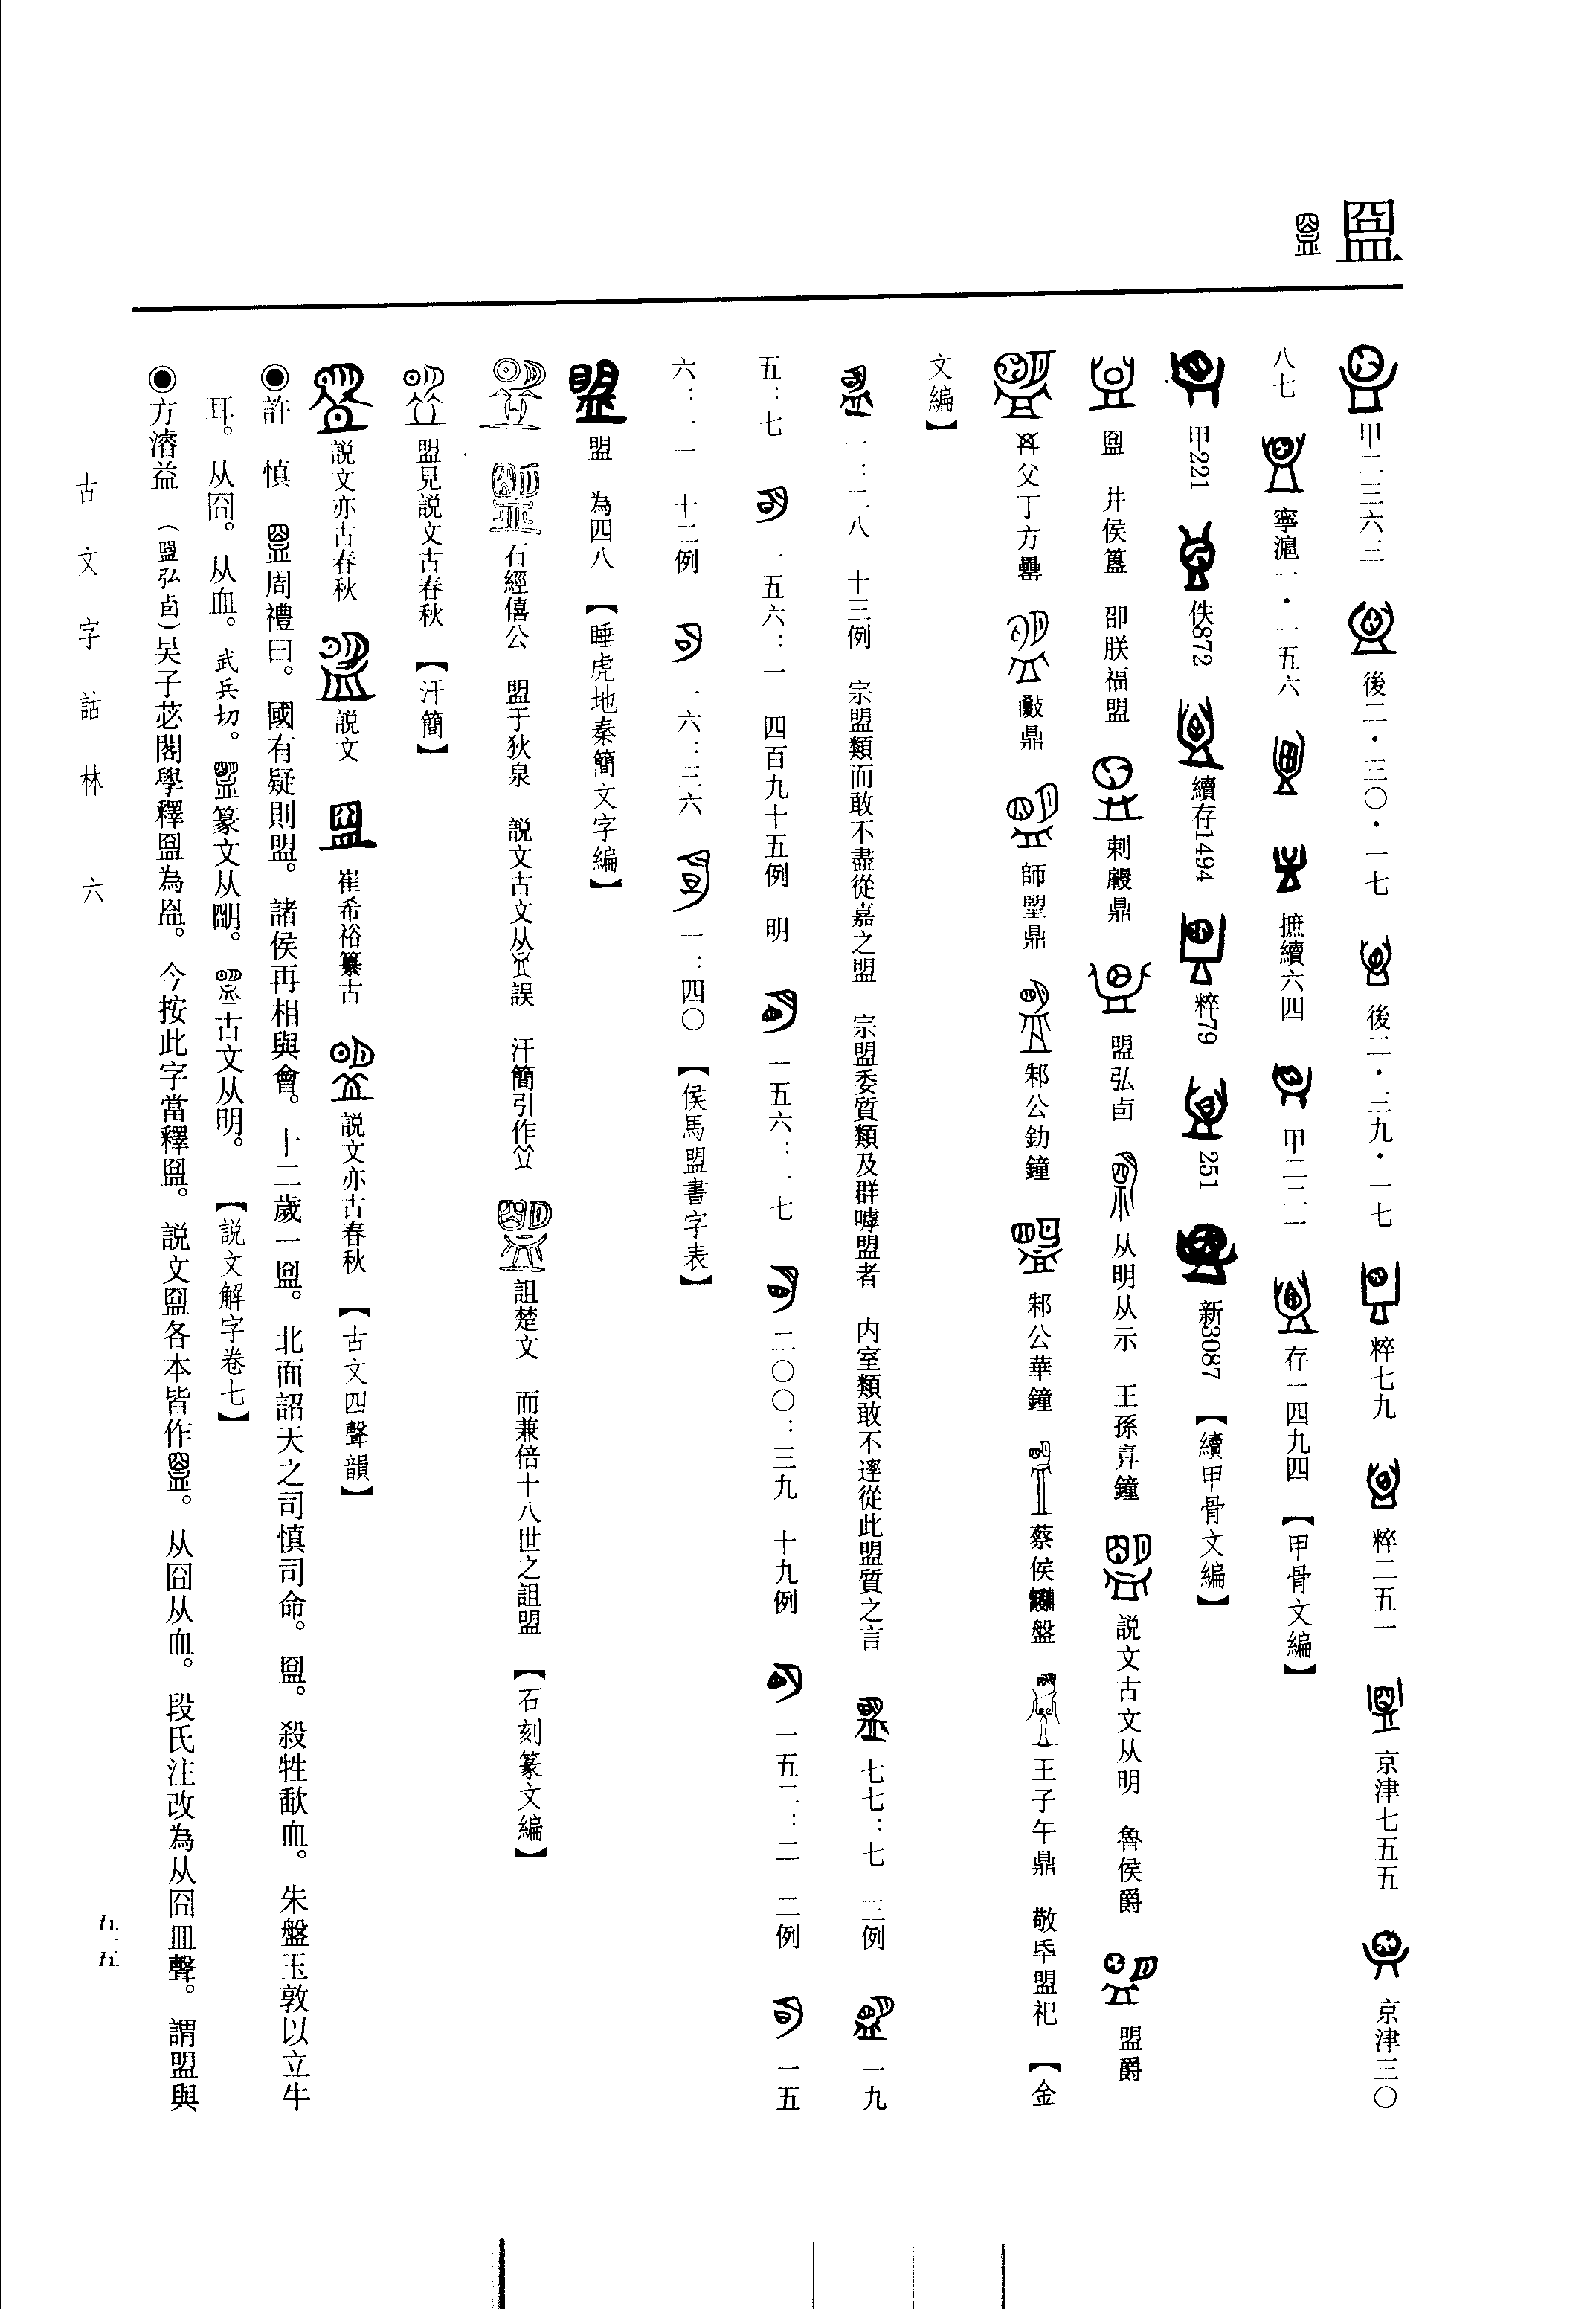 盟
甲二三六三 後二·三〇·一七 後二·三九·一七 粹七九 粹二五一 京津七五五 京津三〇
八七 寧滬一·一五六 摭續六四 甲二二一 存一四九四 【甲骨文編】
甲221 佚872 續存1494 粹79 251 新3087 【續甲骨文編】
盟 井侯簋 卲朕福盟 剌𣪕鼎 盟弘卣 从明从示 王孫𢍰鐘 説文古文从明 魯侯爵 盟爵
父丁方罍 鼎 師朢鼎 邾公釛鐘 邾公華鐘 蔡侯盤 王子午鼎 敬氒盟祀 【金
文編】
一:二八 十三例 宗盟類而敢不盡從嘉之盟 宗盟委質類及群嘑盟者 内室類敢不達從此盟質之言 七七:七 三例 一九
五:七 一五六:一 四百九十五例 明 一五六:一七 二〇〇:三九 十九例 一五二:二 二例 一五
六:一一 十二例 一六:三六 一:四〇 【侯馬盟書字表】
盟 為四八 【睡虎地秦簡文字編】
石經僖公 盟于狄泉 説文古文从誤 汗簡引作 詛楚文 而兼倍十八世之詛盟 【石刻篆文編】
盟見説文古春秋 【汗簡】
説文亦古春秋 説文 崔希裕纂古 説文亦古春秋 【古文四聲韻】
◉許 慎 周禮曰。國有疑則盟。諸侯再相與會。十二歲一盟。北面詔天之司慎司命。盟。殺牲歃血。朱盤玉敦以立牛
耳。从囧。从血。武兵切。篆文从朙。古文从明。【説文解字卷七】
◉方濬益 (盟弘卣)吴子苾閣學釋盟為㿽。今按此字當釋盟。説文盟各本皆作。从囧从血。段氏注改為从囧皿聲。謂盟與
古文字詁林 六
五一五